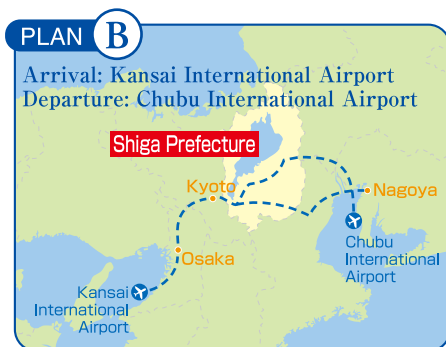 PLAN B
Arrival: Kansai International Airport
Departure: Chubu International Airport
Shiga Prefecture
Kyoto
Nagoya
Osaka
Chubu
International
Airport
Kansai
International
Airport